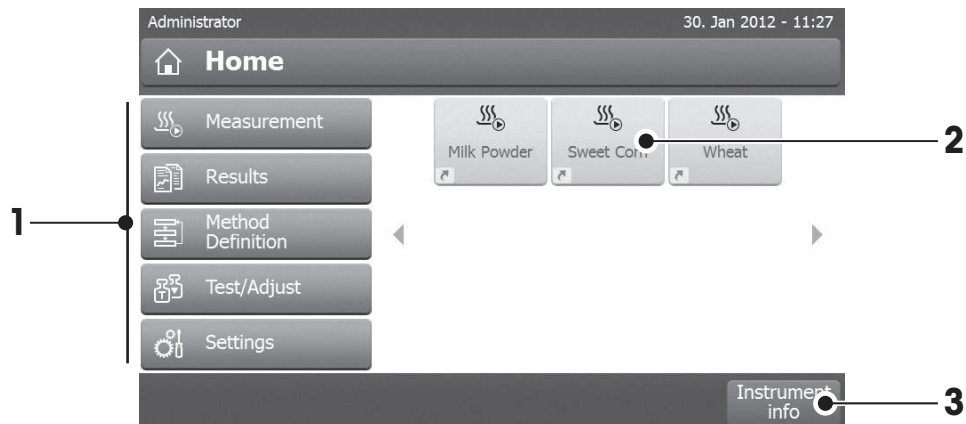 Administrator
30. Jan 2012 - 11:27
Home
Measurement
Results
Method
Definition
Test/Adjust
Settings
Milk Powder
Sweet Corn
Wheat
Instrument
info
1
2
3